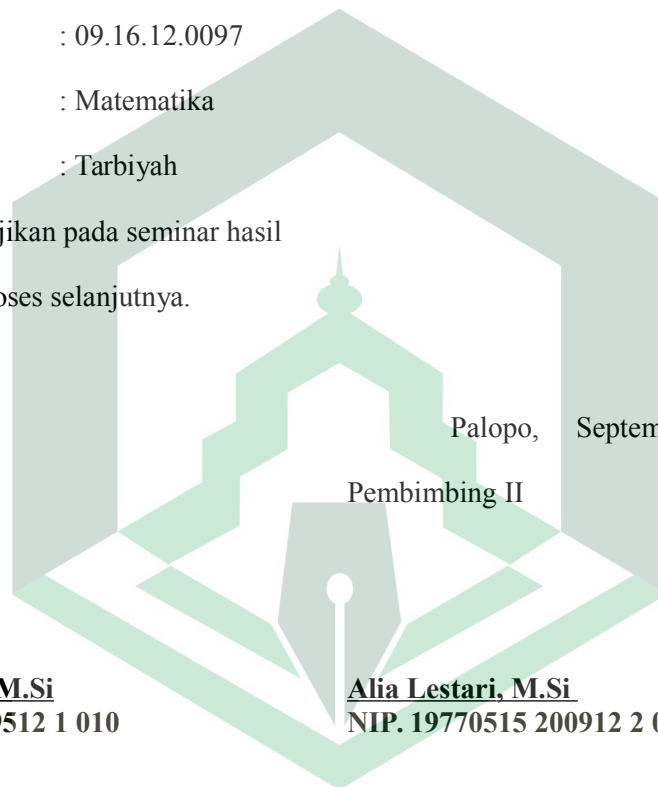 : 09.16.12.0097
: Matematika
: Tarbiyah
jikan pada seminar hasil
oses selanjutnya.
Palopo, Septem
Pembimbing II
M.Si
Alia Lestari, M.Si
9512 1 010
NIP. 19770515 200912 2 0